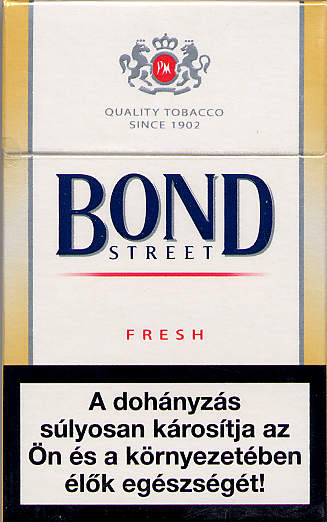 PM
QUALITY TOBACCO
SINCE 1902
BOND
STREET
FRESH
A dohányzás
súlyosan károsítja az
Ön és a környezetében
élők egészségét!